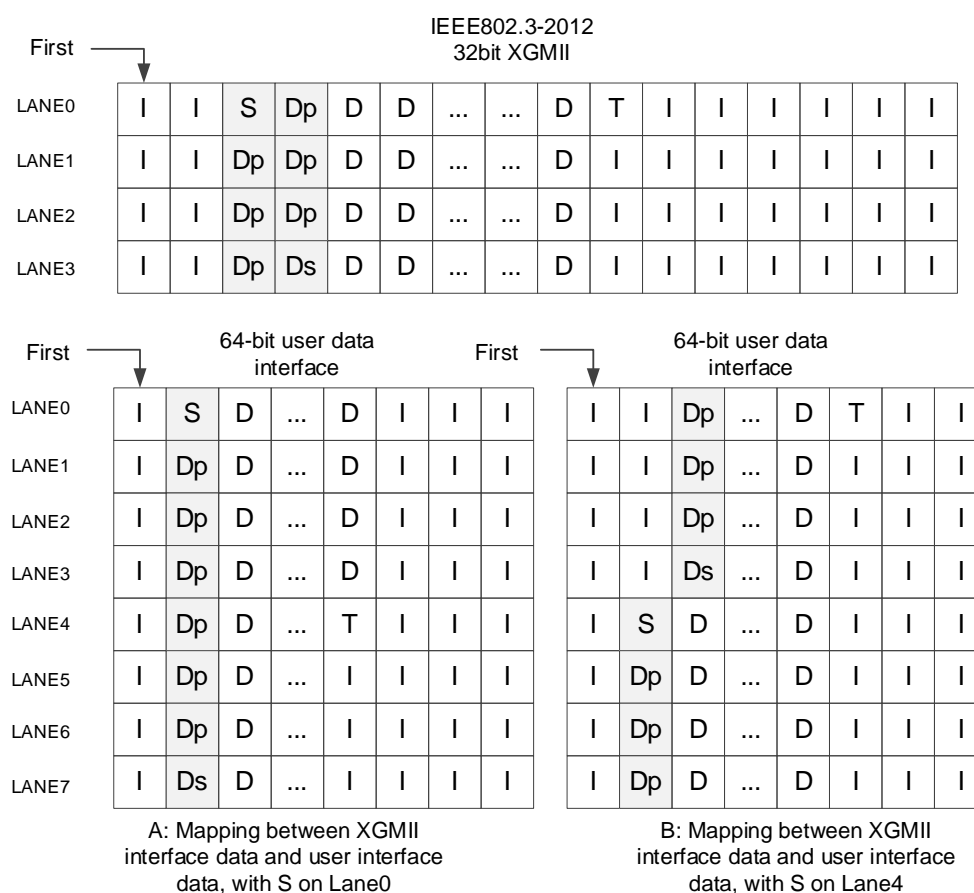 IEEE802.3-2012
32bit XGMII
First
LANE0 I I S Dp D D ... ... D T I I I I I I
LANE1 I I Dp Dp D D ... ... D I I I I I I I
LANE2 I I Dp Dp D D ... ... D I I I I I I I
LANE3 I I Dp Ds D D ... ... D I I I I I I I
First
64-bit user data
interface
LANE0 I S D ... D I I I
LANE1 I Dp D ... D I I I
LANE2 I Dp D ... D I I I
LANE3 I Dp D ... D I I I
LANE4 I Dp D ... T I I I
LANE5 I Dp D ... I I I I
LANE6 I Dp D ... I I I I
LANE7 I Ds D ... I I I I
A: Mapping between XGMII
interface data and user interface
data, with S on Lane0
First
64-bit user data
interface
I I Dp ... D T I I
I I Dp ... D I I I
I I Dp ... D I I I
I I Ds ... D I I I
I S D ... D I I I
I Dp D ... D I I I
I Dp D ... D I I I
I Dp D ... D I I I
B: Mapping between XGMII
interface data and user interface
data, with S on Lane4